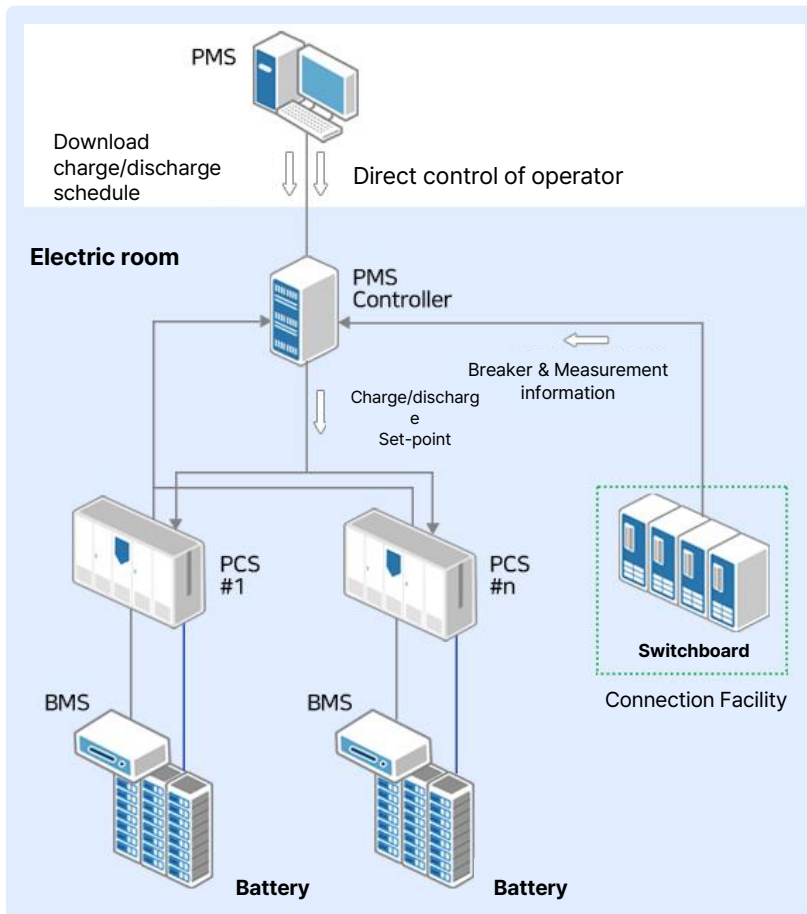 PMS
Download
charge/discharge
schedule
Direct control of operator
Electric room
PMS
Controller
Breaker & Measurement
information
Charge/discharg
e
Set-point
PCS
#1
PCS
#n
Switchboard
Connection Facility
BMS
BMS
Battery
Battery